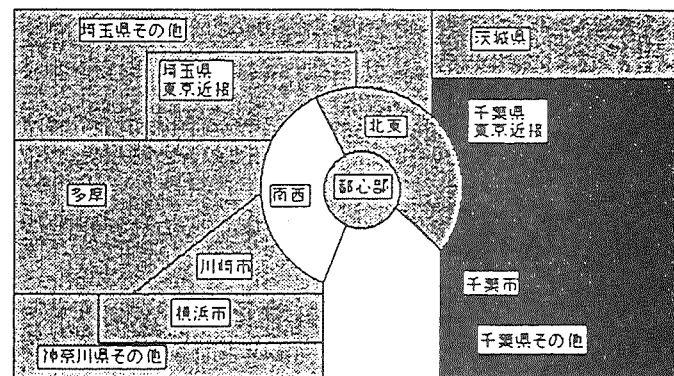 埼玉県その他
茨城県
埼玉県
東京近接
千葉県
東京近接
北東
多摩
南西
都心部
川崎市
千葉市
横浜市
千葉県その他
神奈川県その他